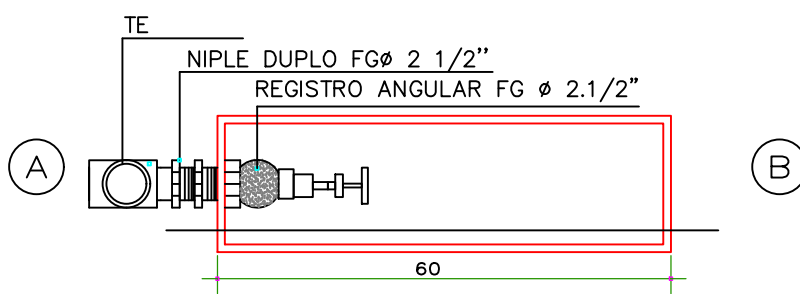 TE
NIPLE DUPLO FGø 2 1/2’’
REGISTRO ANGULAR FG ø 2.1/2”
A
B
60